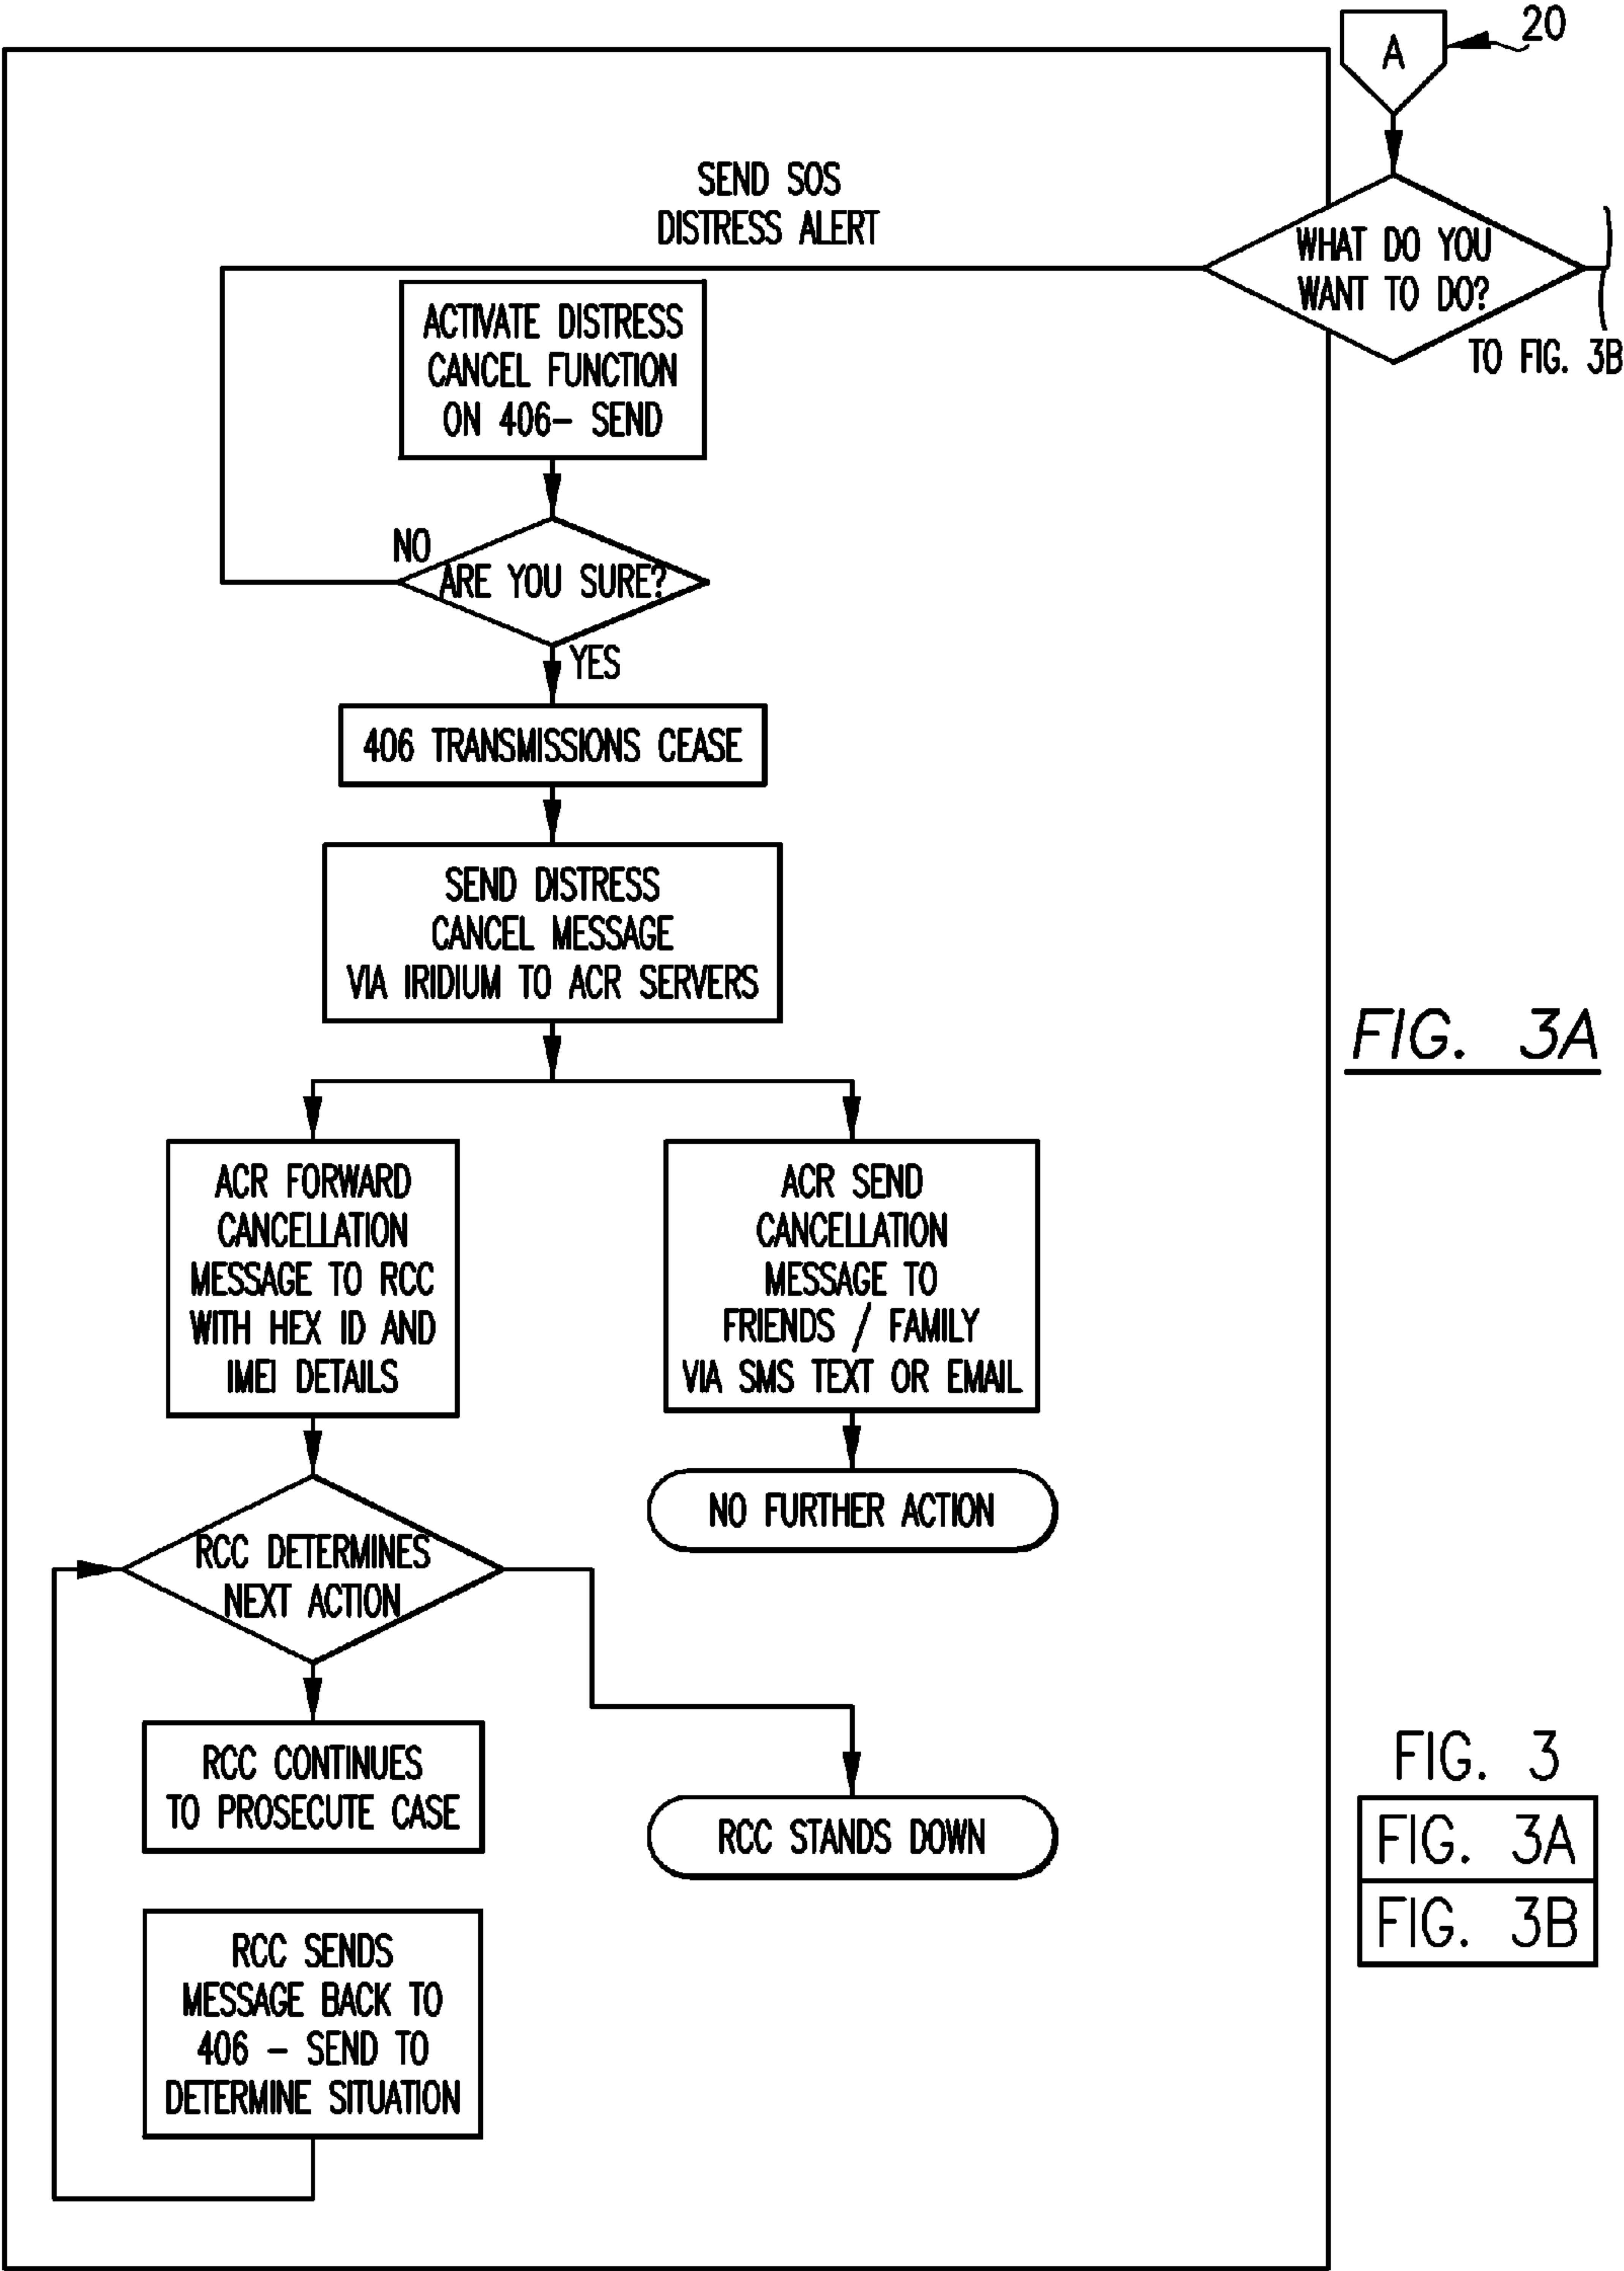 A
20
SEND SOS
DISTRESS ALERT
WHAT DO YOU
WANT TO DO?
TO FIG. 3B
ACTIVATE DISTRESS
CANCEL FUNCTION
ON 406- SEND
NO
ARE YOU SURE?
YES
406 TRANSMISSIONS CEASE
SEND DISTRESS
CANCEL MESSAGE
VIA IRIDIUM TO ACR SERVERS
FIG. 3A
ACR FORWARD
CANCELLATION
MESSAGE TO RCC
WITH HEX ID AND
IMEI DETAILS
ACR SEND
CANCELLATION
MESSAGE TO
FRIENDS / FAMILY
VIA SMS TEXT OR EMAIL
NO FURTHER ACTION
RCC DETERMINES
NEXT ACTION
RCC CONTINUES
TO PROSECUTE CASE
RCC STANDS DOWN
RCC SENDS
MESSAGE BACK TO
406 - SEND TO
DETERMINE SITUATION
FIG. 3
FIG. 3A
FIG. 3B